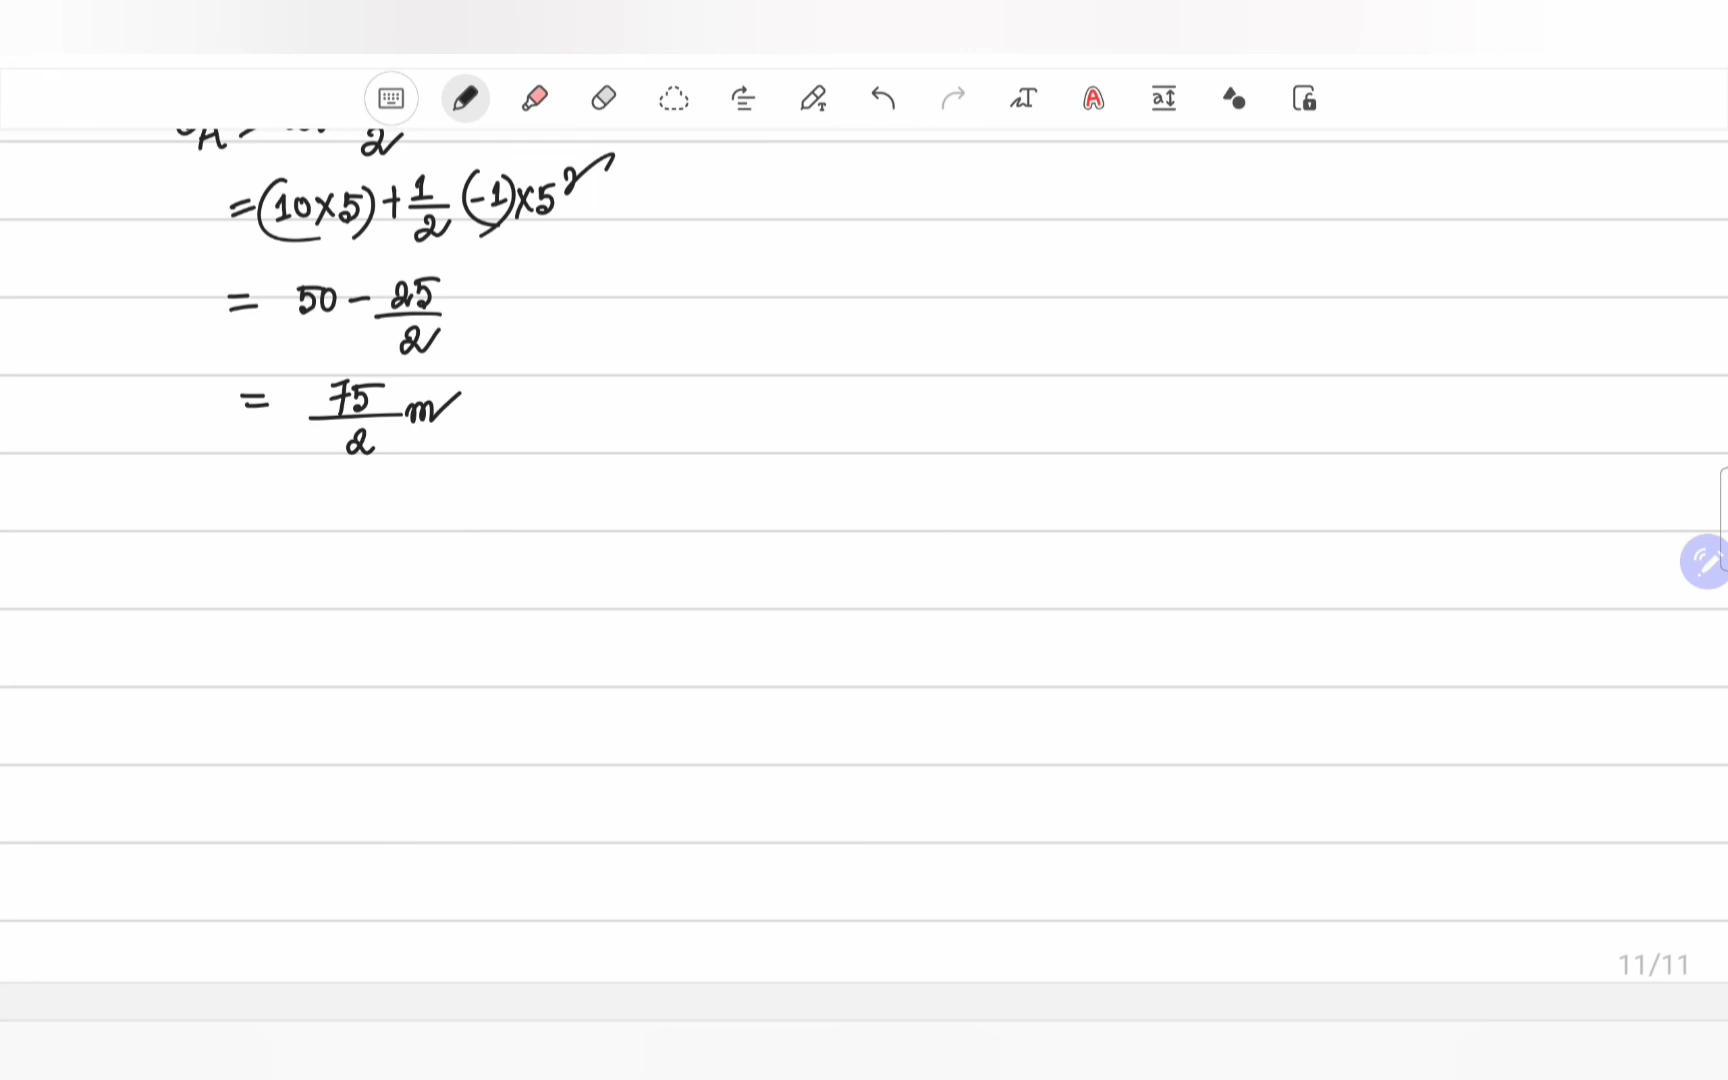 = (10×5) + 1/2 (-1)×5²
= 50 - 25/2
= 75/2 m
11/11